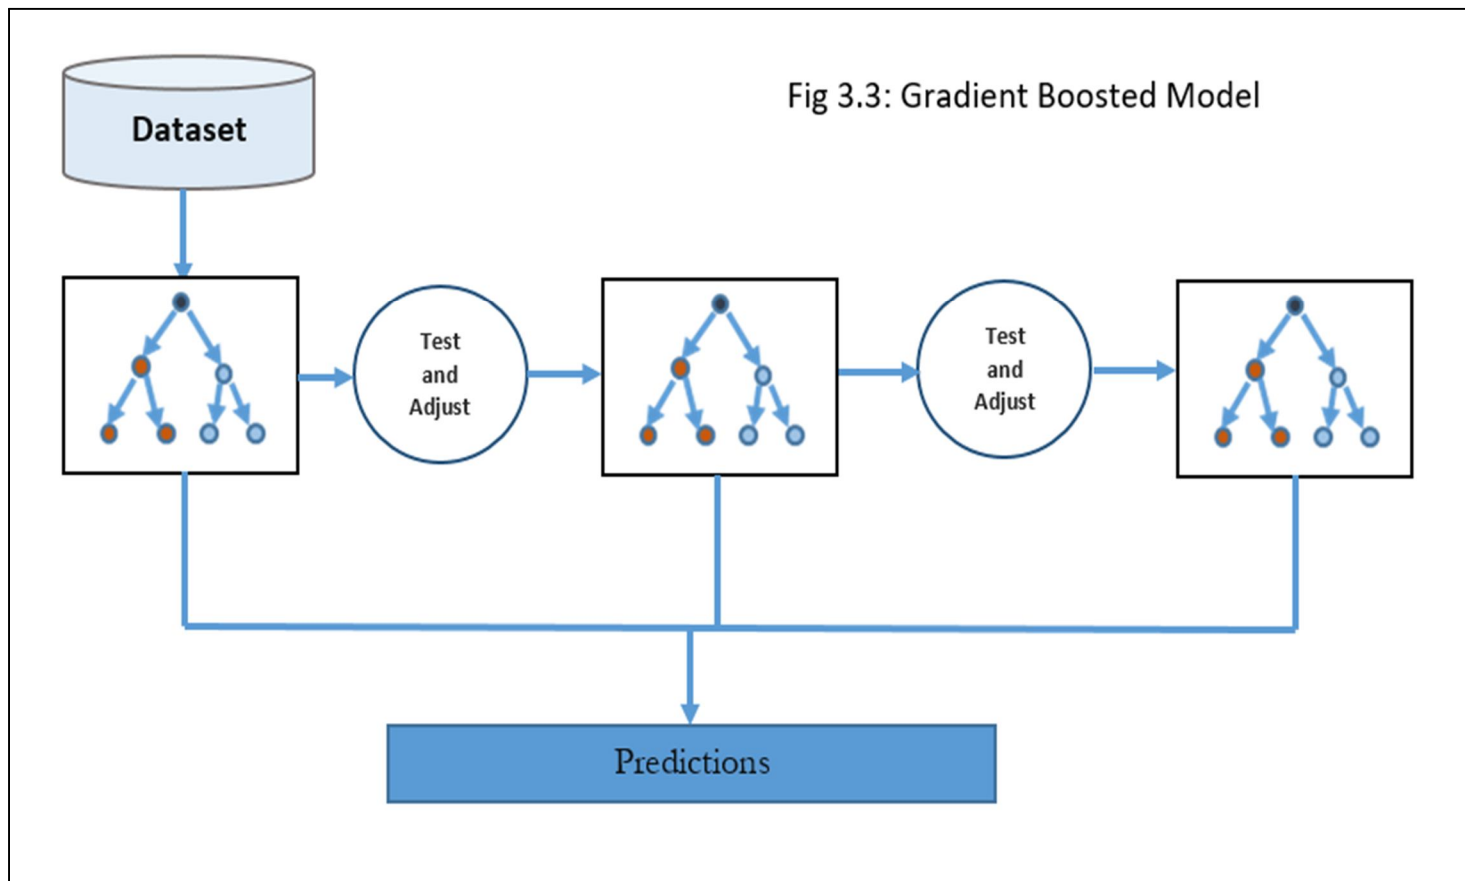 Dataset
Fig 3.3: Gradient Boosted Model
Test
and
Adjust
Test
and
Adjust
Predictions